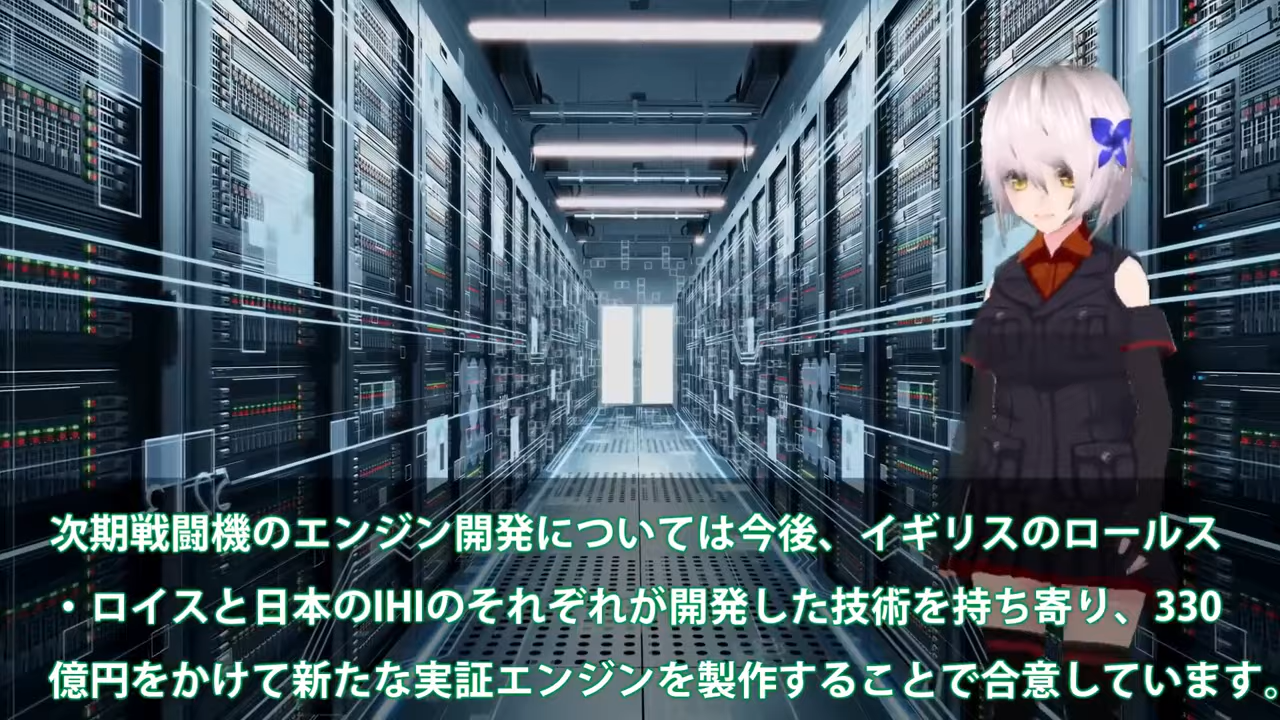 次期戦闘機のエンジン開発については今後、イギリスのロールス
・ロイスと日本のIHIのそれぞれが開発した技術を持ち寄り、330
億円をかけて新たな実証エンジンを製作することで合意しています。